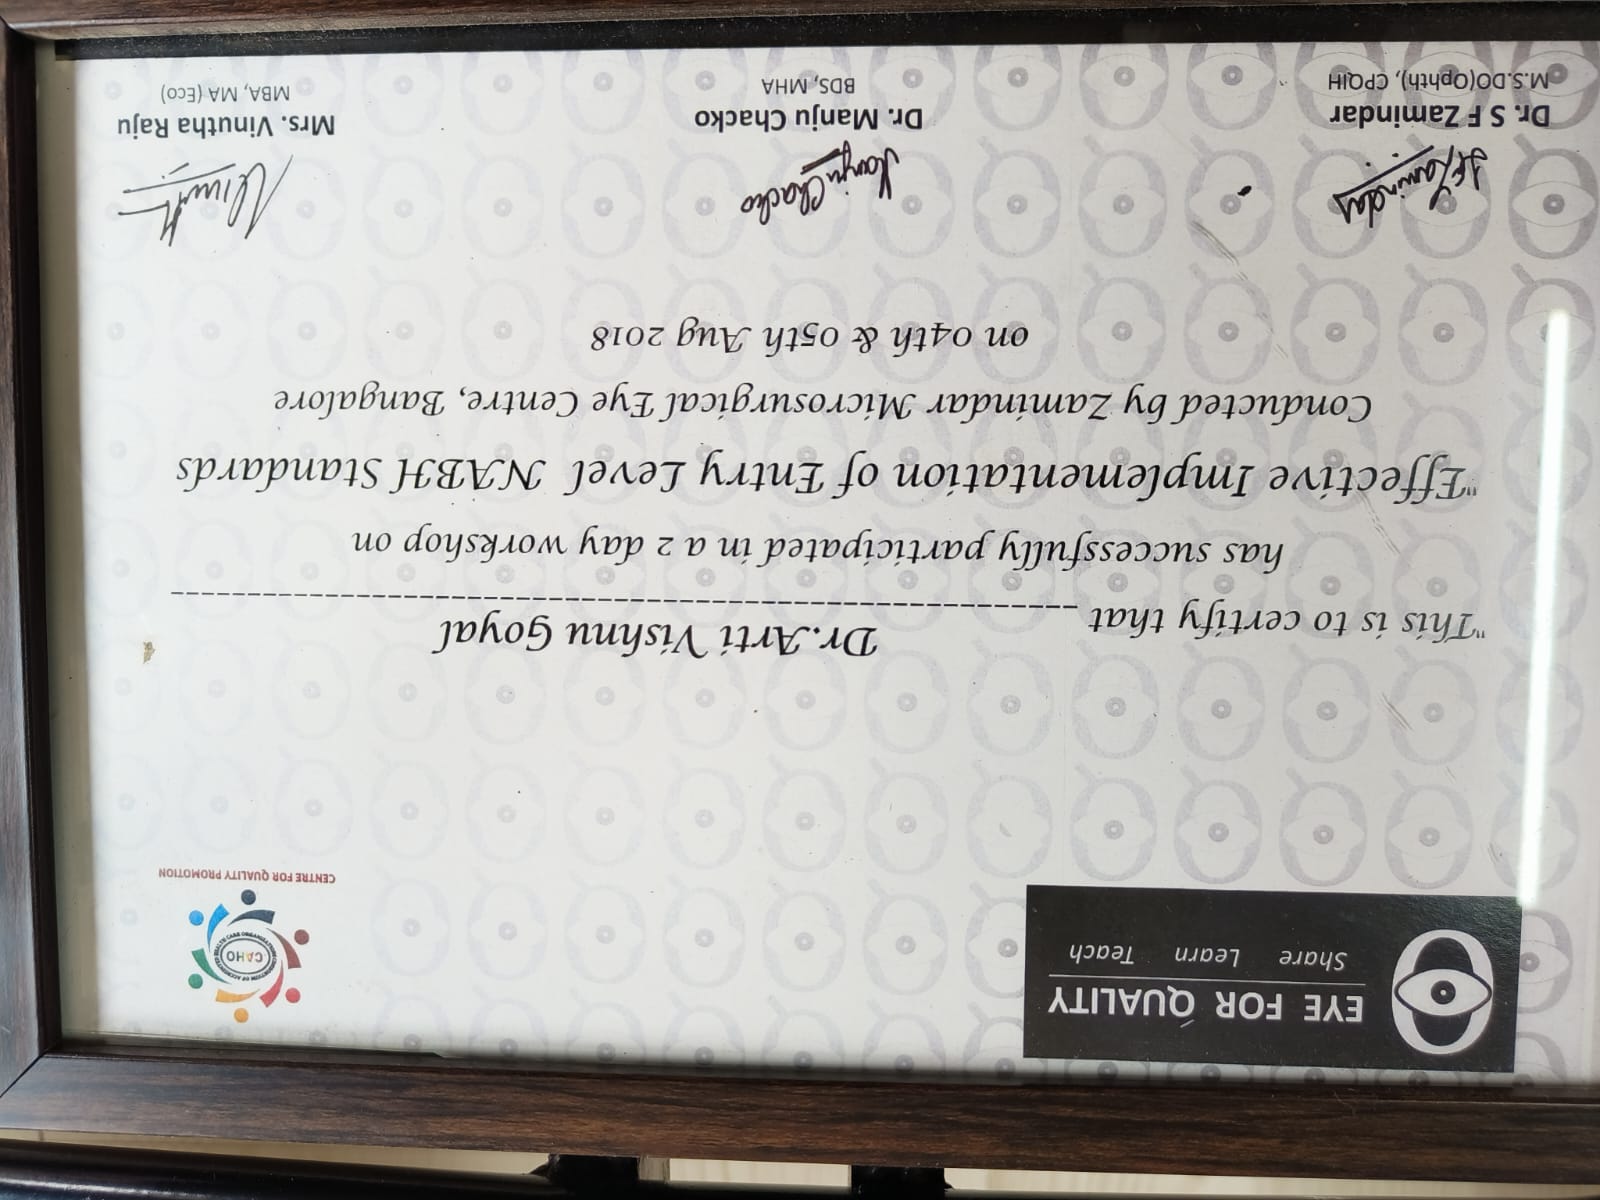 EYE FOR QUALITY
Share Learn Teach
CAHO
CENTRE FOR QUALITY PROMOTION
"This is to certify that Dr.Arti Vishnu Goyal
has successfully participated in a 2 day workshop on
"Effective Implementation of Entry Level NABH Standards
Conducted by Zamindar Microsurgical Eye Centre, Bangalore
on 04th & 05th Aug 2018
SFZamindar
Manju Chacko
Dr. S F Zamindar
M.S.DO(Ophth), CPQIH
Dr. Manju Chacko
BDS, MHA
Mrs. Vinutha Raju
MBA, MA (Eco)